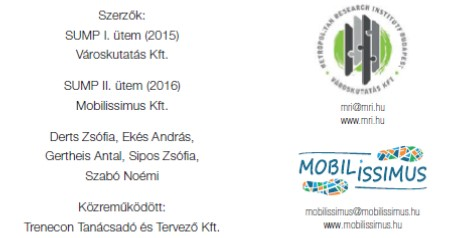 Szerzők:
SUMP I. ütem (2015)
Városkutatás Kft.
SUMP II. ütem (2016)
Mobilissimus Kft.
Derts Zsófia, Ekés András,
Gertheis Antal, Sipos Zsófia,
Szabó Noémi
Közreműködött:
Trenecon Tanácsadó és Tervező Kft.
METROPOLITAN RESEARCH INSTITUTE BUDAPEST
VÁROSKUTATÁS KFT
mri@mri.hu
www.mri.hu
MOBILISSIMUS
mobilissimus@mobilissimus.hu
www.mobilissimus.hu